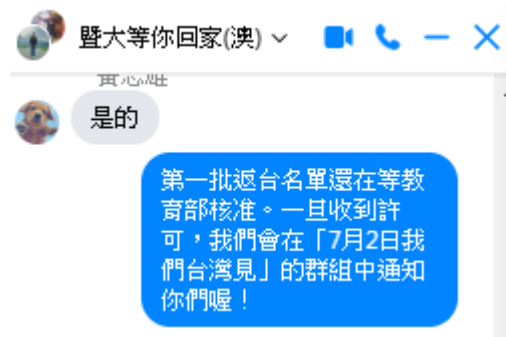 暨大等你回家(澳)
是的
第一批返台名單還在等教
育部核准。一旦收到許
可，我們會在「7月2日我
們台灣見」的群組中通知
你們喔！